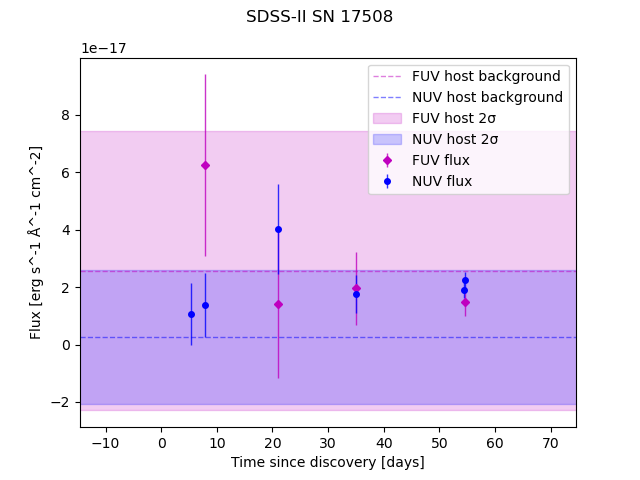 SDSS-II SN 17508
1e−17
FUV host background
NUV host background
FUV host 2σ
NUV host 2σ
FUV flux
NUV flux
8
6
4
2
0
−2
Flux [erg s^-1 Å^-1 cm^-2]
−10 0 10 20 30 40 50 60 70
Time since discovery [days]